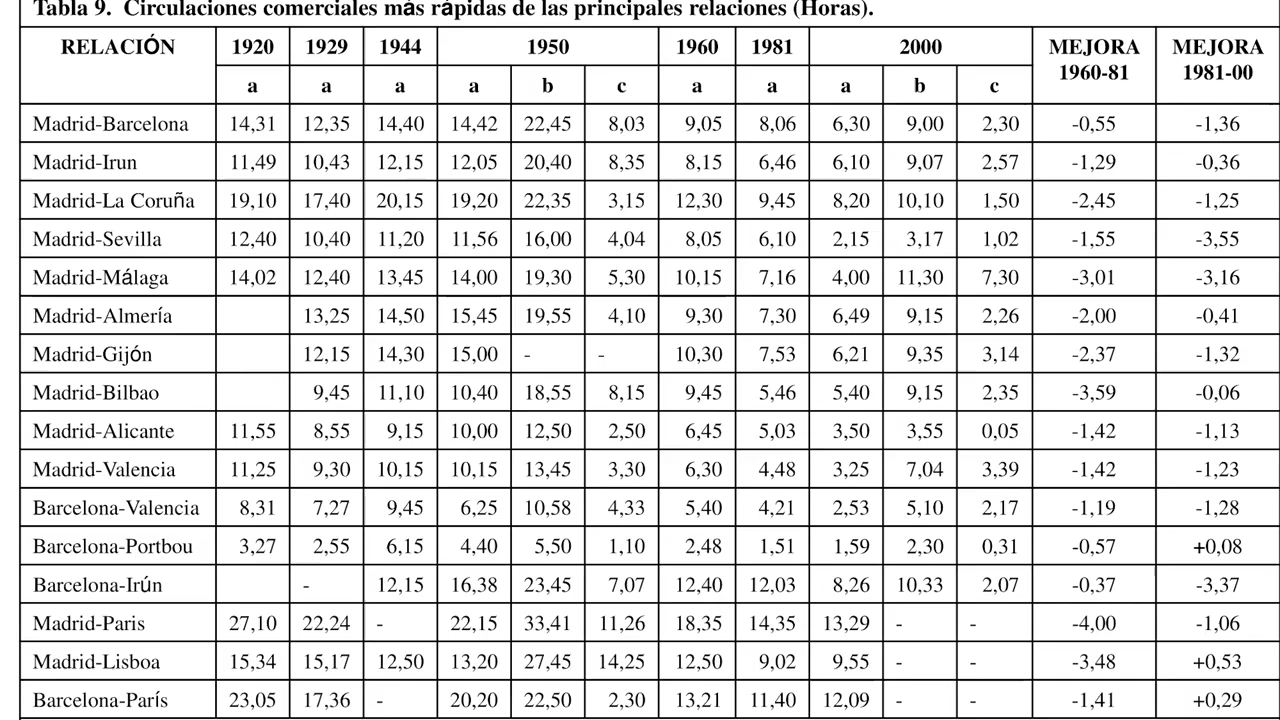 Tabla 9. Circulaciones comerciales más rápidas de las principales relaciones (Horas).
RELACIÓN 1920 1929 1944 1950 1960 1981 2000 MEJORA 1960-81 MEJORA 1981-00
a a a a b c a a a b c
Madrid-Barcelona 14,31 12,35 14,40 14,42 22,45 8,03 9,05 8,06 6,30 9,00 2,30 -0,55 -1,36
Madrid-Irun 11,49 10,43 12,15 12,05 20,40 8,35 8,15 6,46 6,10 9,07 2,57 -1,29 -0,36
Madrid-La Coruña 19,10 17,40 20,15 19,20 22,35 3,15 12,30 9,45 8,20 10,10 1,50 -2,45 -1,25
Madrid-Sevilla 12,40 10,40 11,20 11,56 16,00 4,04 8,05 6,10 2,15 3,17 1,02 -1,55 -3,55
Madrid-Málaga 14,02 12,40 13,45 14,00 19,30 5,30 10,15 7,16 4,00 11,30 7,30 -3,01 -3,16
Madrid-Almería 13,25 14,50 15,45 19,55 4,10 9,30 7,30 6,49 9,15 2,26 -2,00 -0,41
Madrid-Gijón 12,15 14,30 15,00 - - 10,30 7,53 6,21 9,35 3,14 -2,37 -1,32
Madrid-Bilbao 9,45 11,10 10,40 18,55 8,15 9,45 5,46 5,40 9,15 2,35 -3,59 -0,06
Madrid-Alicante 11,55 8,55 9,15 10,00 12,50 2,50 6,45 5,03 3,50 3,55 0,05 -1,42 -1,13
Madrid-Valencia 11,25 9,30 10,15 10,15 13,45 3,30 6,30 4,48 3,25 7,04 3,39 -1,42 -1,23
Barcelona-Valencia 8,31 7,27 9,45 6,25 10,58 4,33 5,40 4,21 2,53 5,10 2,17 -1,19 -1,28
Barcelona-Portbou 3,27 2,55 6,15 4,40 5,50 1,10 2,48 1,51 1,59 2,30 0,31 -0,57 +0,08
Barcelona-Irún - 12,15 16,38 23,45 7,07 12,40 12,03 8,26 10,33 2,07 -0,37 -3,37
Madrid-Paris 27,10 22,24 - 22,15 33,41 11,26 18,35 14,35 13,29 - - -4,00 -1,06
Madrid-Lisboa 15,34 15,17 12,50 13,20 27,45 14,25 12,50 9,02 9,55 - - -3,48 +0,53
Barcelona-París 23,05 17,36 - 20,20 22,50 2,30 13,21 11,40 12,09 - - -1,41 +0,29